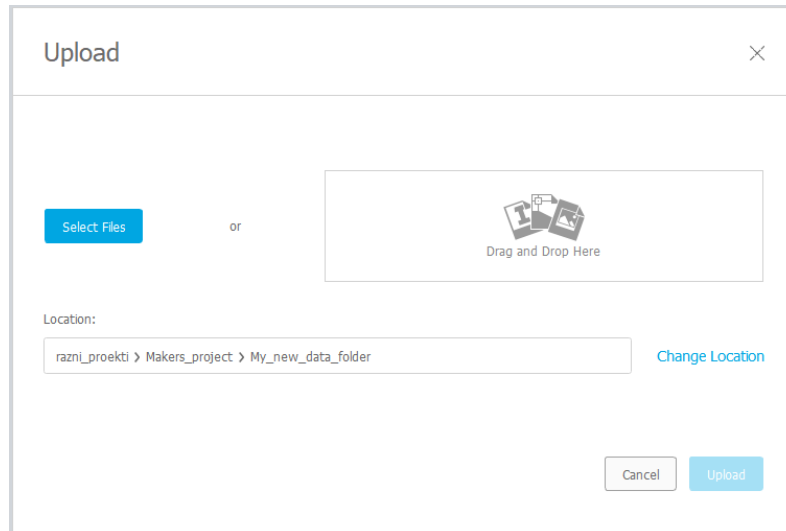 Upload
Select Files
or
Drag and Drop Here
Location:
razni_proekti > Makers_project > My_new_data_folder
Change Location
Cancel
Upload